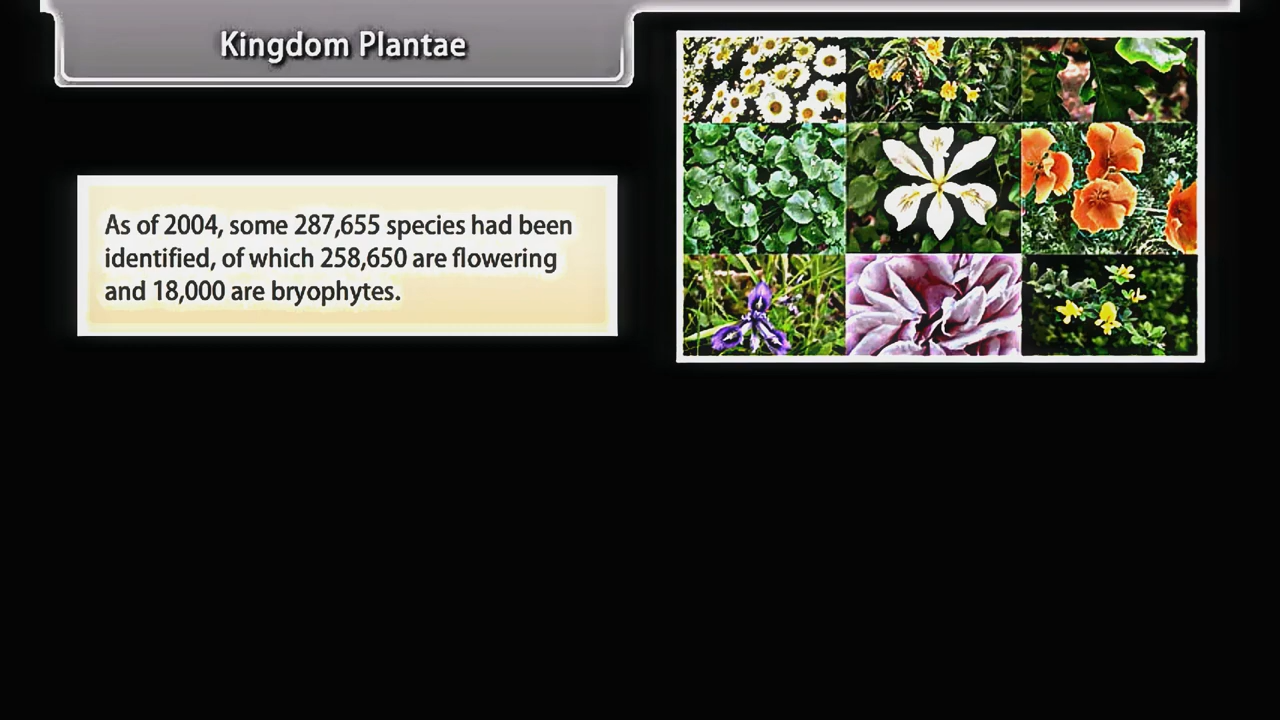 Kingdom Plantae
As of 2004, some 287,655 species had been
identified, of which 258,650 are flowering
and 18,000 are bryophytes.